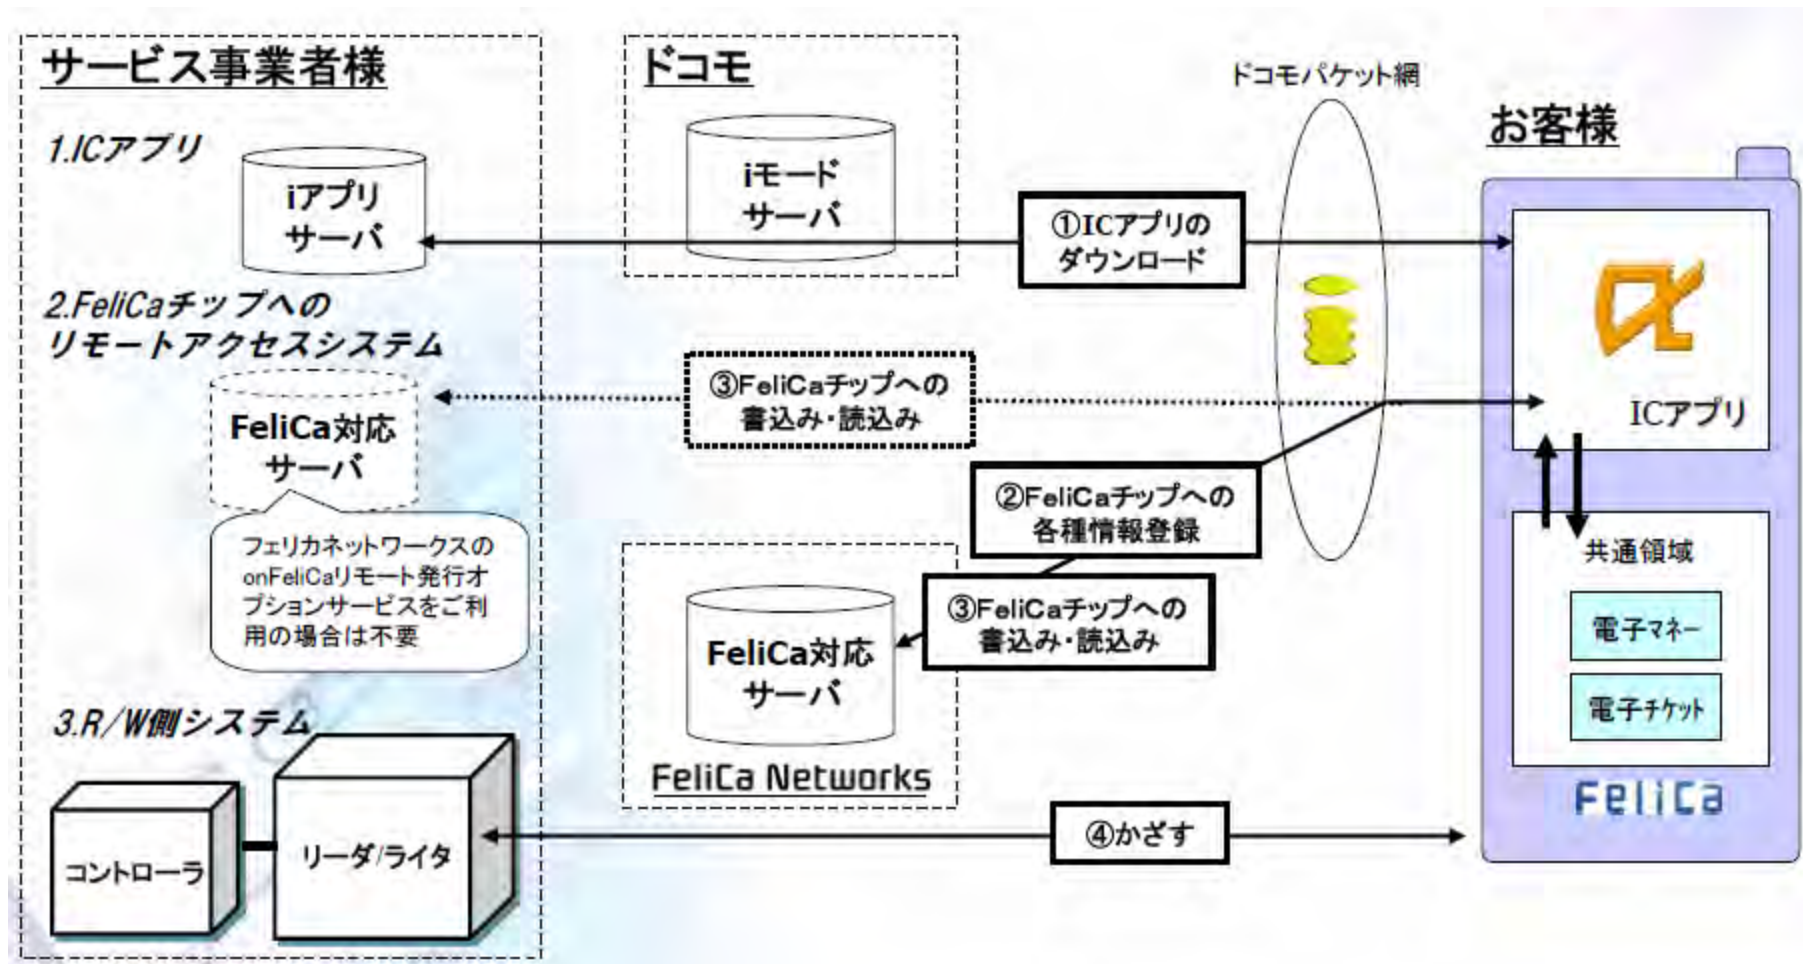 サービス事業者様
1.ICアプリ
iアプリ
サーバ
2.FeliCaチップへの
リモートアクセスシステム
FeliCa対応
サーバ
フェリカネットワークスの
onFeliCaリモート発行オ
プションサービスをご利
用の場合は不要
3.R/W側システム
コントローラ
リーダ/ライタ
ドコモ
iモード
サーバ
③FeliCaチップへの
書込み・読込み
FeliCa対応
サーバ
FeliCa Networks
ドコモパケット網
①ICアプリの
ダウンロード
②FeliCaチップへの
各種情報登録
③FeliCaチップへの
書込み・読込み
④かざす
お客様
ICアプリ
共通領域
電子マネー
電子チケット
FeliCa